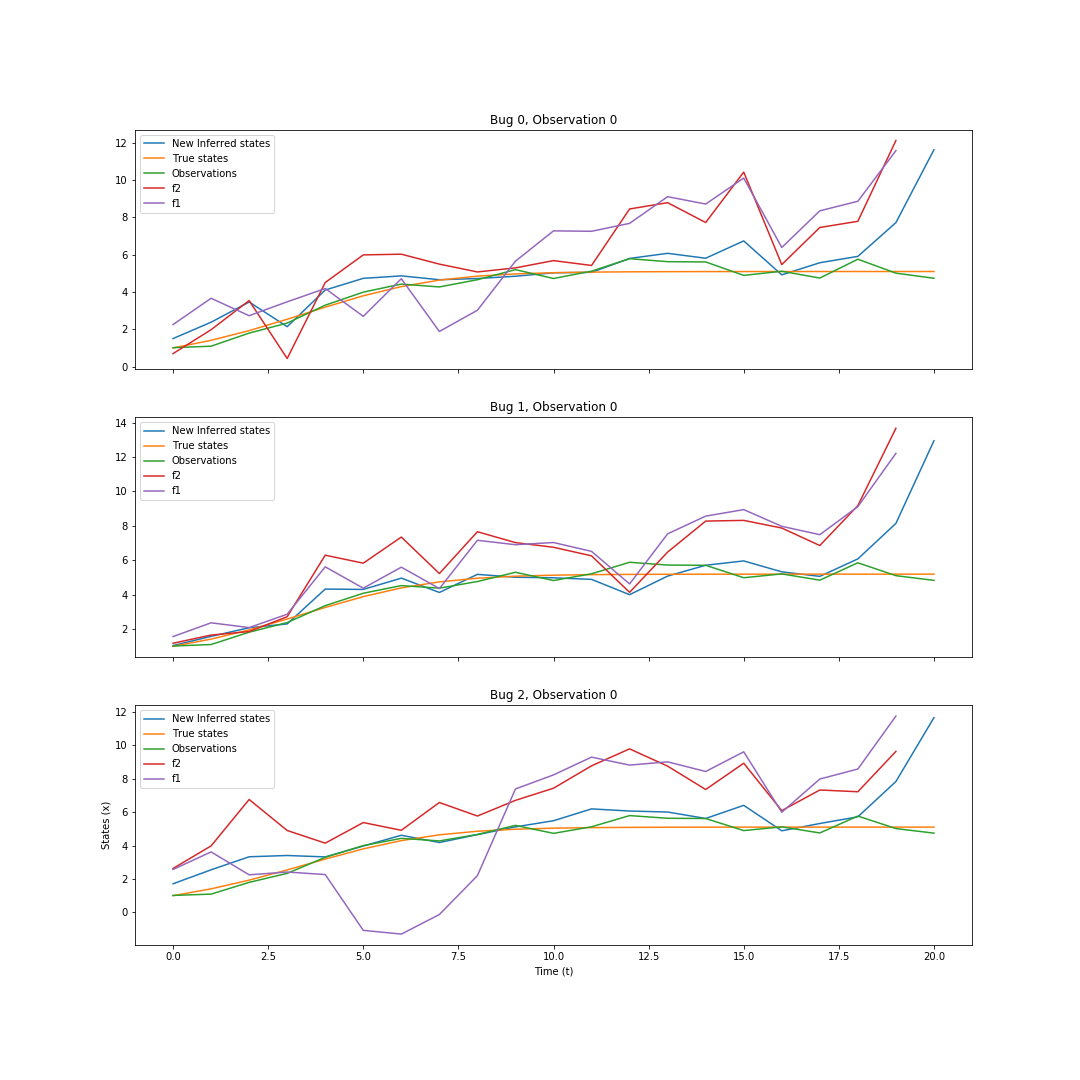 Bug 0, Observation 0
12
10
8
6
4
2
0
New Inferred states
True states
Observations
f2
f1
Bug 1, Observation 0
14
12
10
8
6
4
2
New Inferred states
True states
Observations
f2
f1
Bug 2, Observation 0
12
10
8
6
4
2
0
New Inferred states
True states
Observations
f2
f1
States (x)
0.0 2.5 5.0 7.5 10.0 12.5 15.0 17.5 20.0
Time (t)